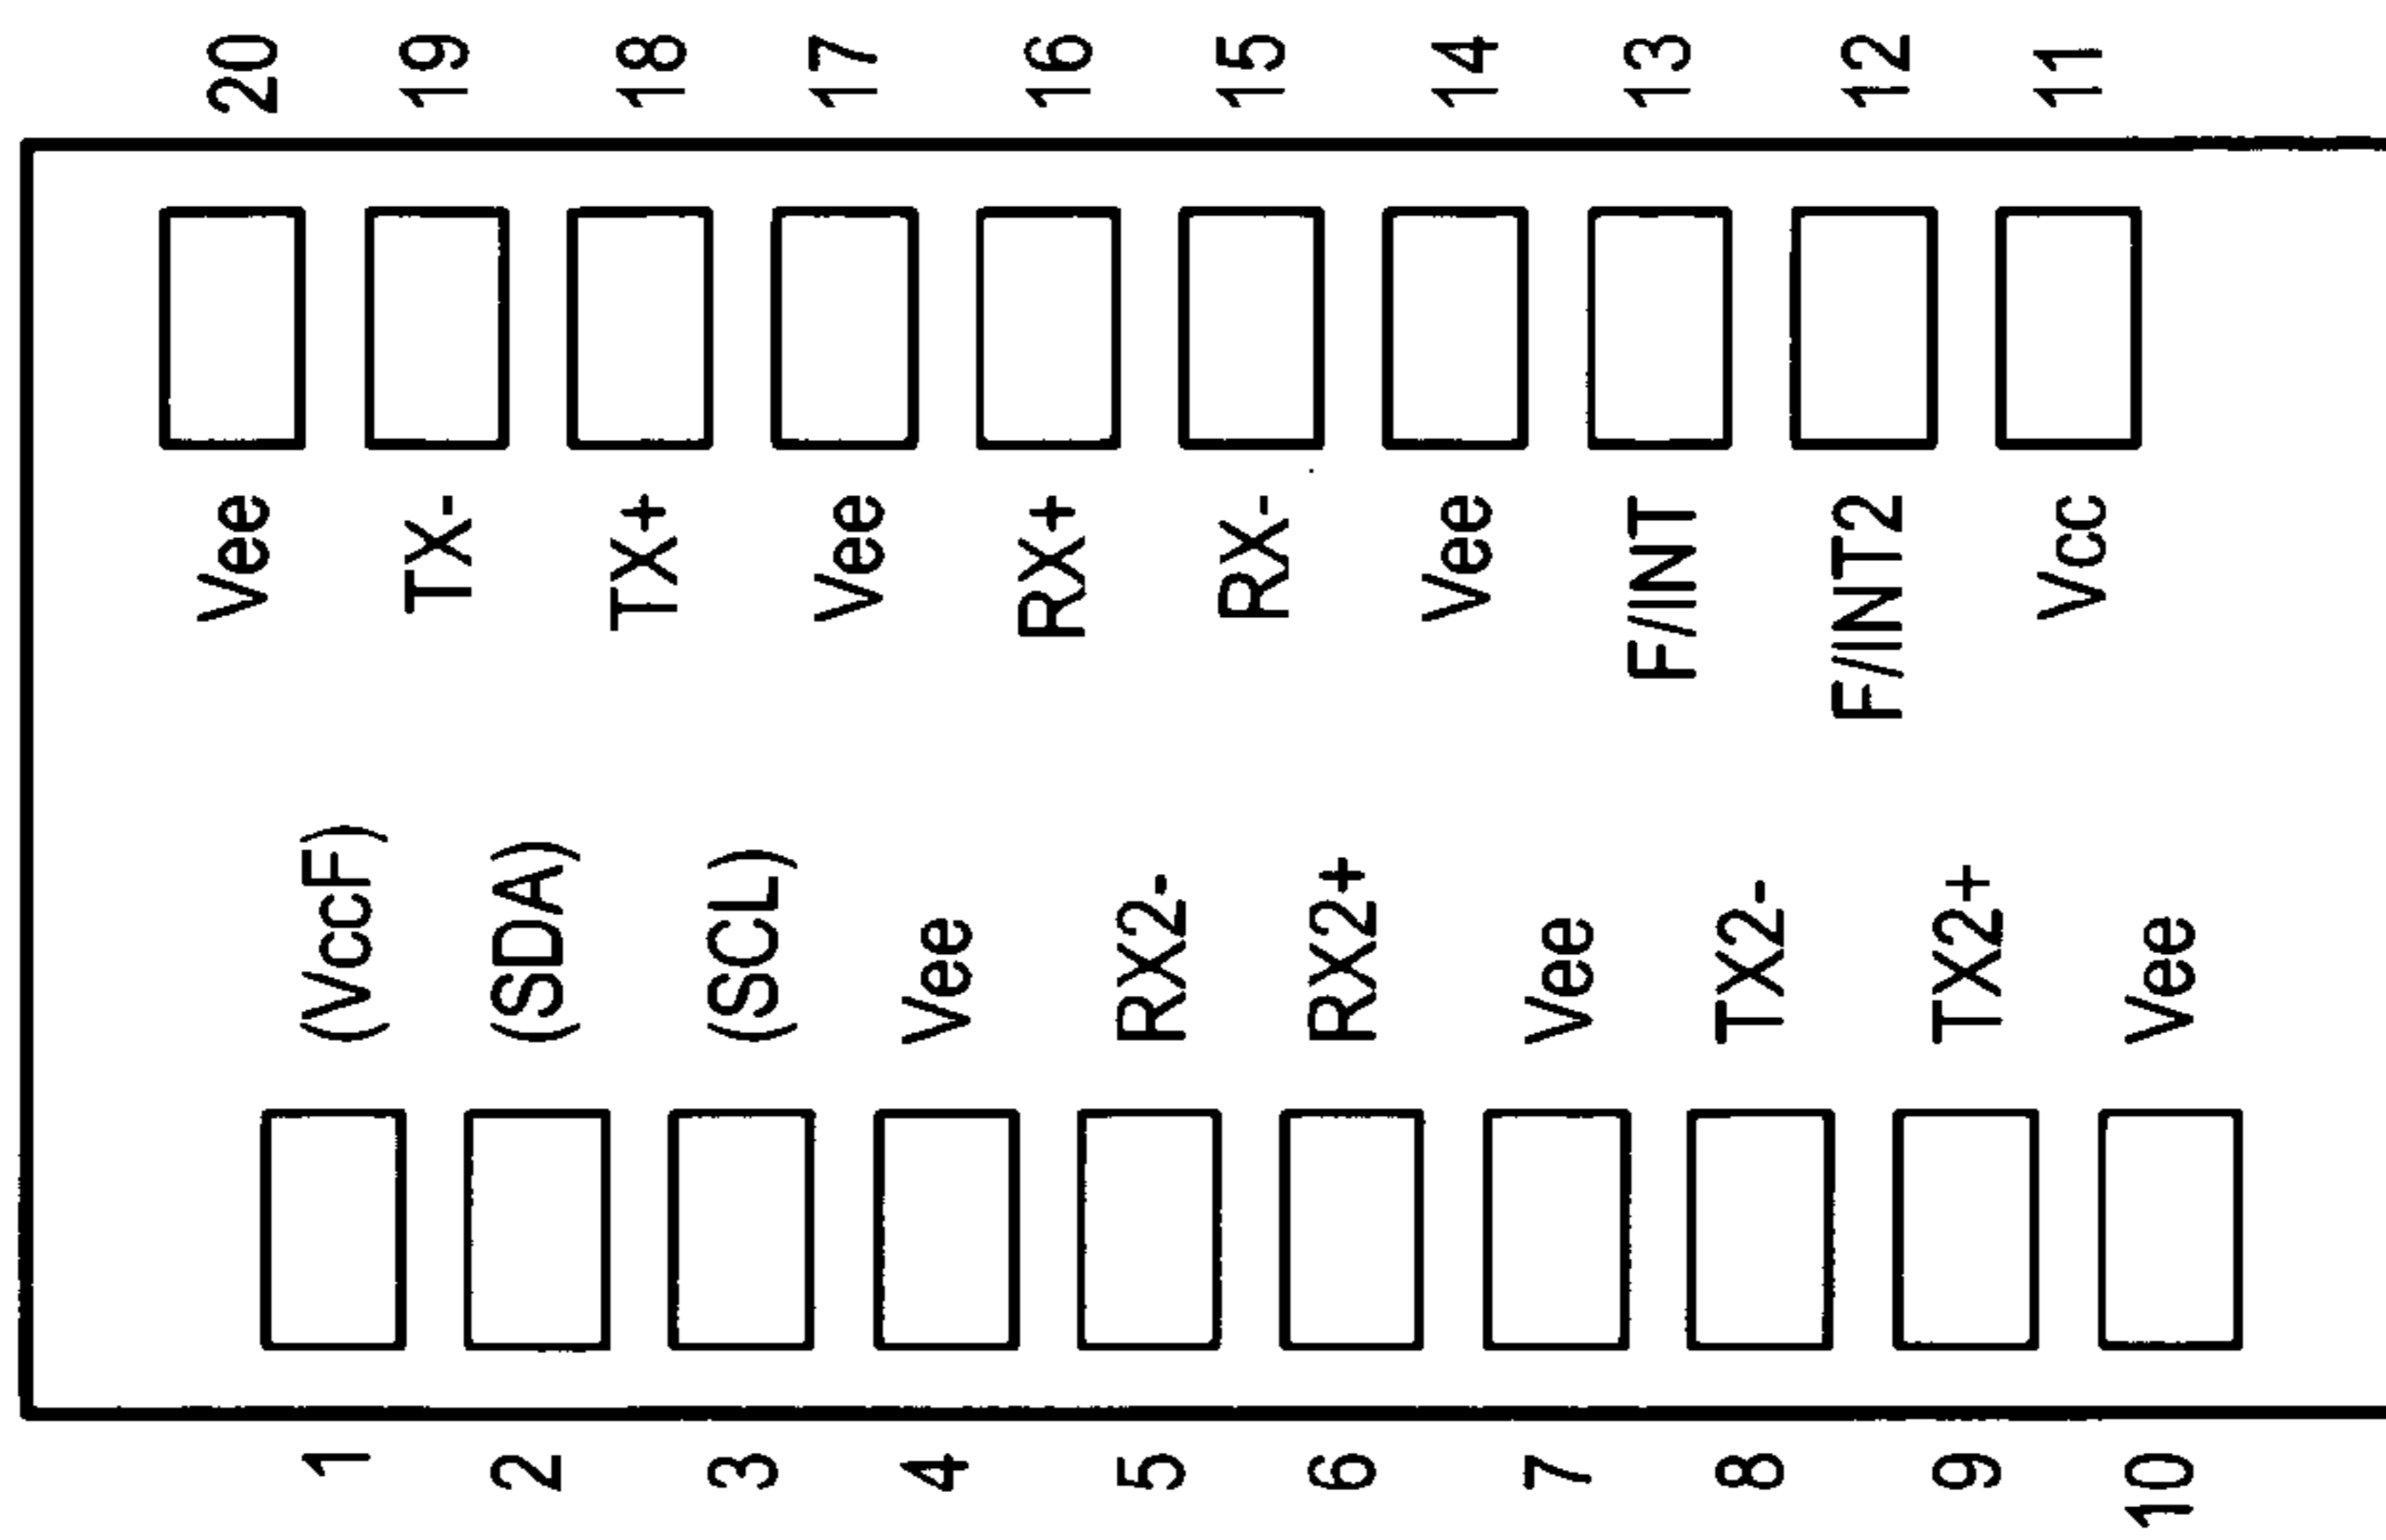 1 (VccF) Vee 20
2 (SDA) TX- 19
3 (SCL) TX+ 18
4 Vee Vee 17
5 RX2- RX+ 16
6 RX2+ RX- 15
7 Vee Vee 14
8 TX2- F/INT 13
9 TX2+ F/INT2 12
10 Vee Vcc 11